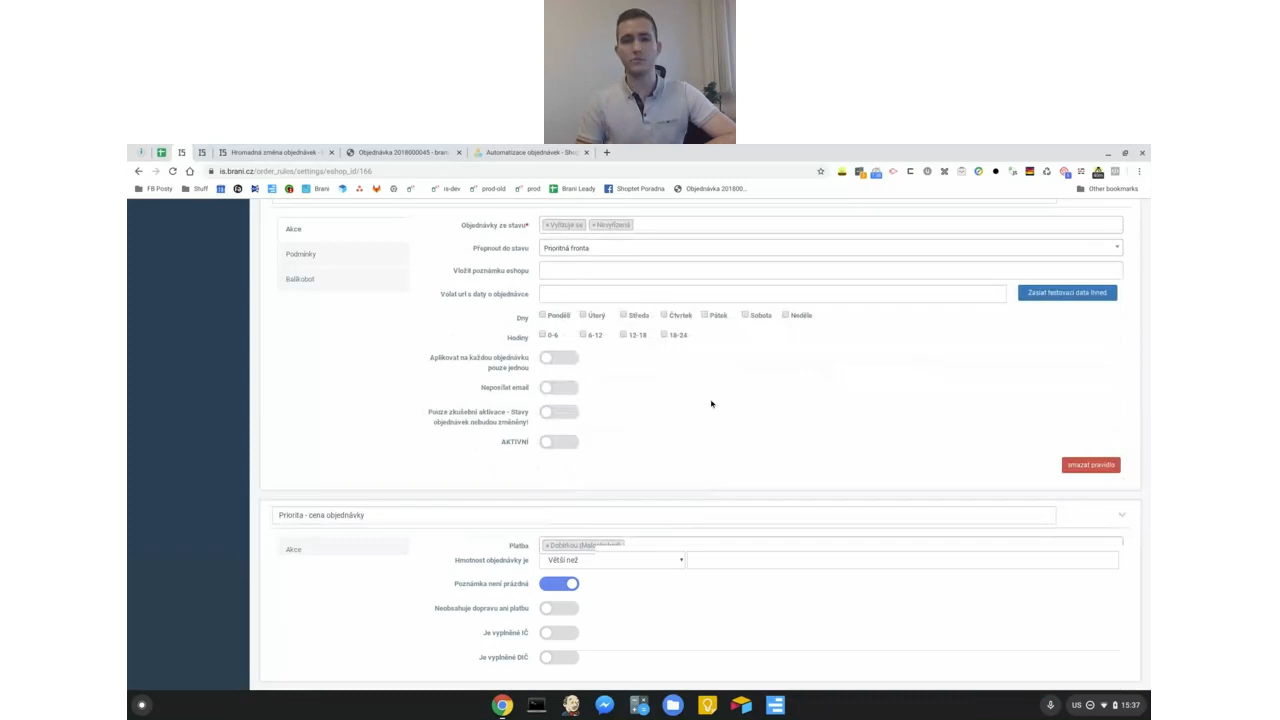 Hromadná změna objednávek -
Objednávka 2018000045 - bran
Automatizace objednávek - Sho
is.brani.cz/order_rules/settings/eshop_id/166
FB Posty
Stuff
Brani
rs-dev
prod-old
prod
Brani Leady
Shoptet Poradna
Objednávka 201800...
Other bookmarks
Akce
Podmínky
Balíkobot
Objednávky ze stavu*
× Vyřizuje se × Nevyřízená
Přepnout do stavu
Prioritná fronta
Vložit poznámku eshopu
Volat url s daty o objednávce
Zaslat testovací data ihned
Dny
Pondělí Úterý Středa Čtvrtek Pátek Sobota Neděle
Hodiny
0-6 6-12 12-18 18-24
Aplikovat na každou objednávku
pouze jednou
Neposílat email
Pouze zkušební aktivace - Stavy
objednávek nebudou změněny!
AKTIVNÍ
smazat pravidlo
Priorita - cena objednávky
Akce
Platba
Hmotnost objednávky je
Větší než
Poznámka není prázdná
Neobsahuje dopravu ani platbu
Je vyplněné IČ
Je vyplněné DIČ
US
15:37